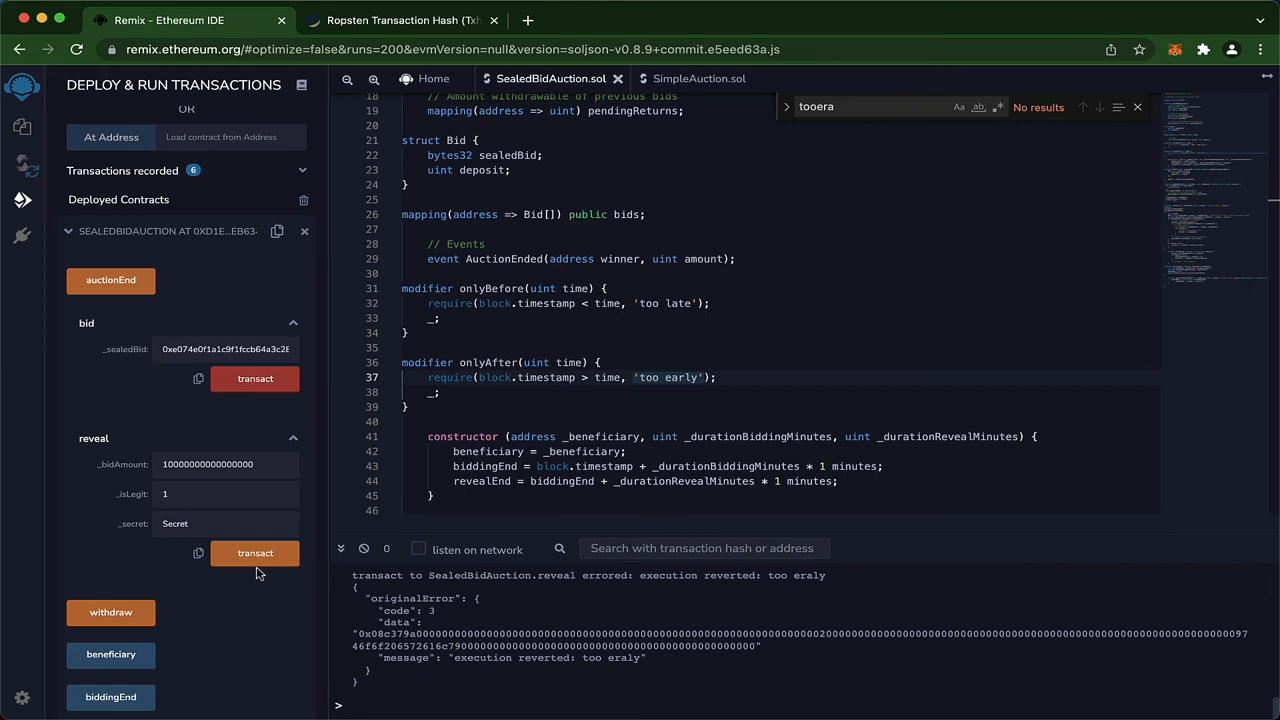 Remix - Ethereum IDE
Ropsten Transaction Hash (Txh
remix.ethereum.org/#optimize=false&runs=200&evmVersion=null&version=soljson-v0.8.9+commit.e5eed63a.js
DEPLOY & RUN TRANSACTIONS
Home
SealedBidAuction.sol
SimpleAuction.sol
OR
At Address
Load contract from Address
Transactions recorded 6
Deployed Contracts
SEALEDBIDAUCTION AT 0XD1E...EB634
auctionEnd
bid
_sealedBid:
0xe074e0f1a1c9f1fccb64a3c28
transact
reveal
_bidAmount:
10000000000000000
_isLegit:
1
_secret:
Secret
transact
withdraw
beneficiary
biddingEnd
tooera
Aa
ab
No results
18 // Amount withdrawable of previous bids
19 mapping(address => uint) pendingReturns;
20
21 struct Bid {
22 bytes32 sealedBid;
23 uint deposit;
24 }
25
26 mapping(address => Bid[]) public bids;
27
28 // Events
29 event AuctionEnded(address winner, uint amount);
30
31 modifier onlyBefore(uint time) {
32 require(block.timestamp < time, 'too late');
33 _;
34 }
35
36 modifier onlyAfter(uint time) {
37 require(block.timestamp > time, 'too early');
38 _;
39 }
40
41 constructor (address _beneficiary, uint _durationBiddingMinutes, uint _durationRevealMinutes) {
42 beneficiary = _beneficiary;
43 biddingEnd = block.timestamp + _durationBiddingMinutes * 1 minutes;
44 revealEnd = biddingEnd + _durationRevealMinutes * 1 minutes;
45 }
46
0
listen on network
Search with transaction hash or address
transact to SealedBidAuction.reveal errored: execution reverted: too eraly
{
"originalError": {
"code": 3
"data":
"message": "execution reverted: too eraly"
}
}
>